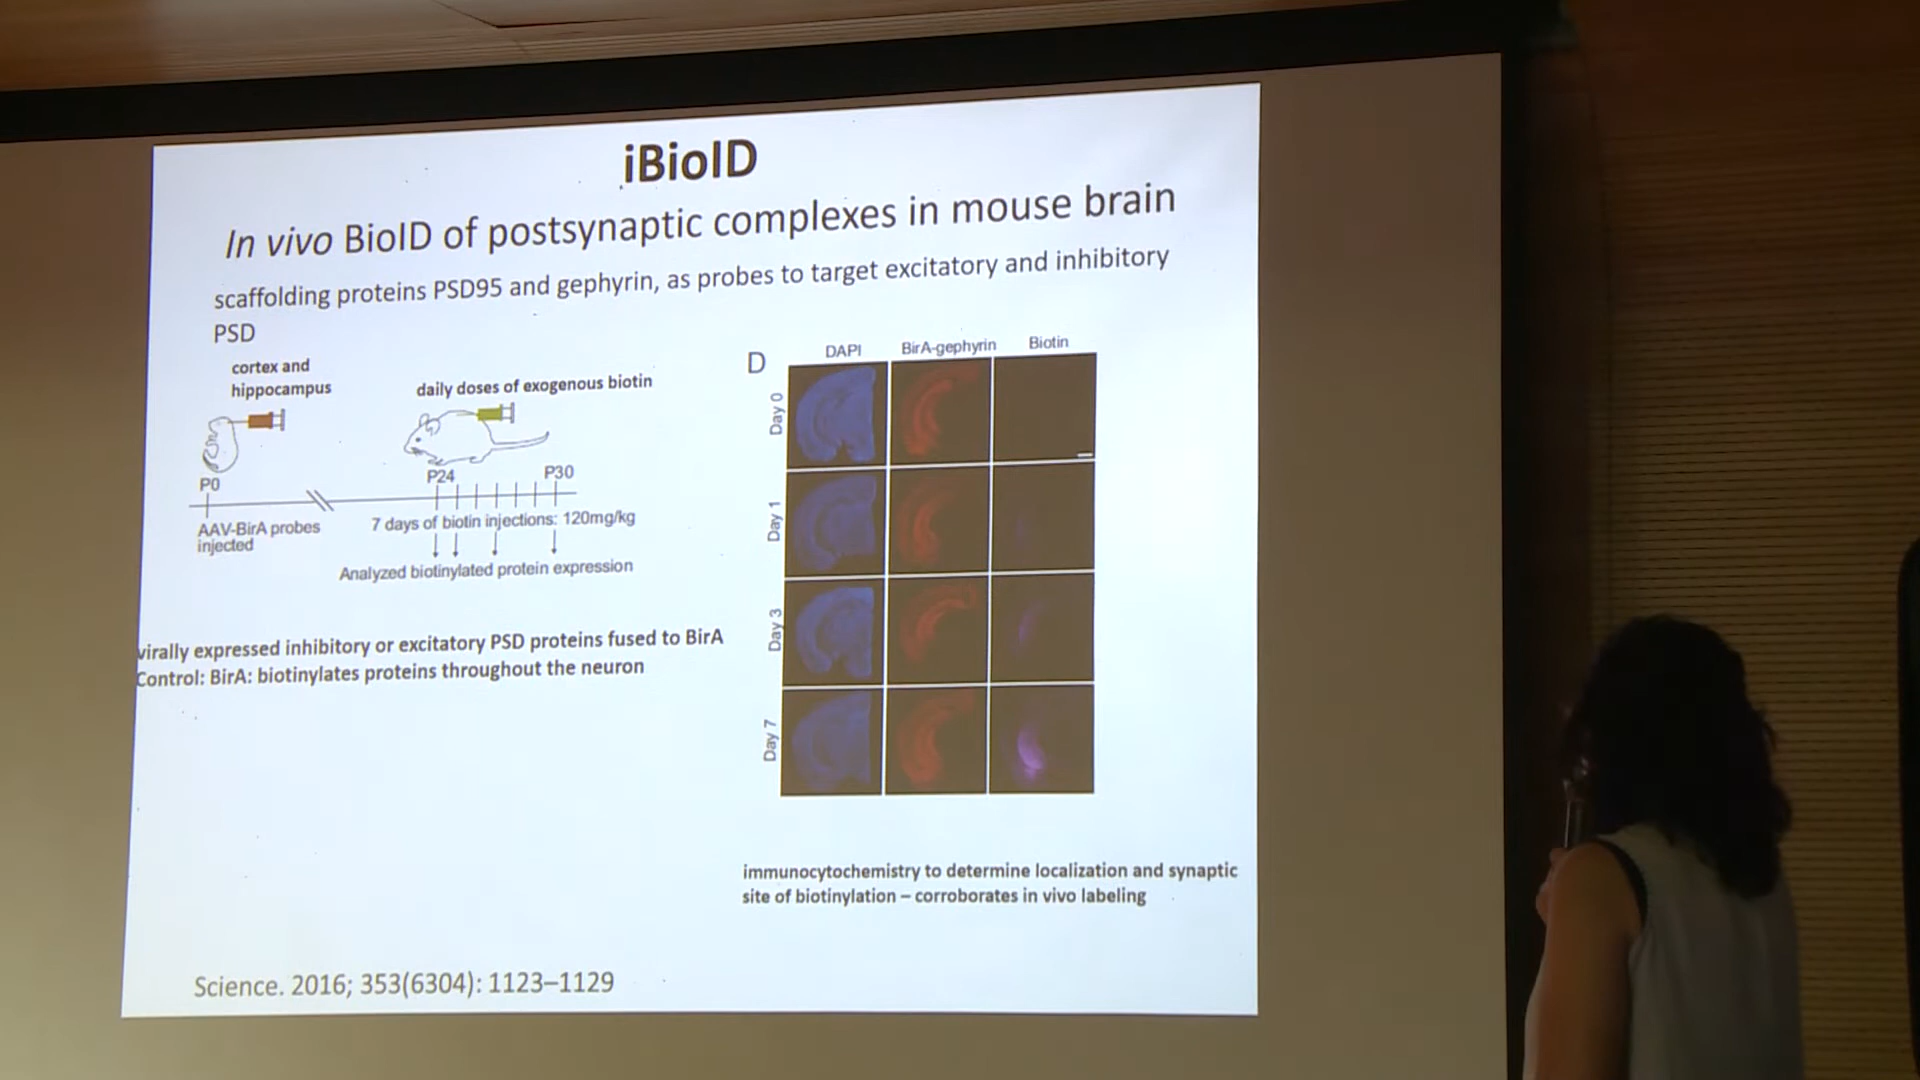 iBioID
In vivo BioID of postsynaptic complexes in mouse brain
scaffolding proteins PSD95 and gephyrin, as probes to target excitatory and inhibitory
PSD
cortex and
hippocampus
daily doses of exogenous biotin
P0
P24
P30
AAV-BirA probes
injected
7 days of biotin injections: 120mg/kg
Analyzed biotinylated protein expression
virally expressed inhibitory or excitatory PSD proteins fused to BirA
Control: BirA: biotinylates proteins throughout the neuron
D
DAPI
BirA-gephyrin
Biotin
Day 0
Day 1
Day 3
Day 7
immunocytochemistry to determine localization and synaptic
site of biotinylation – corroborates in vivo labeling
Science. 2016; 353(6304): 1123–1129